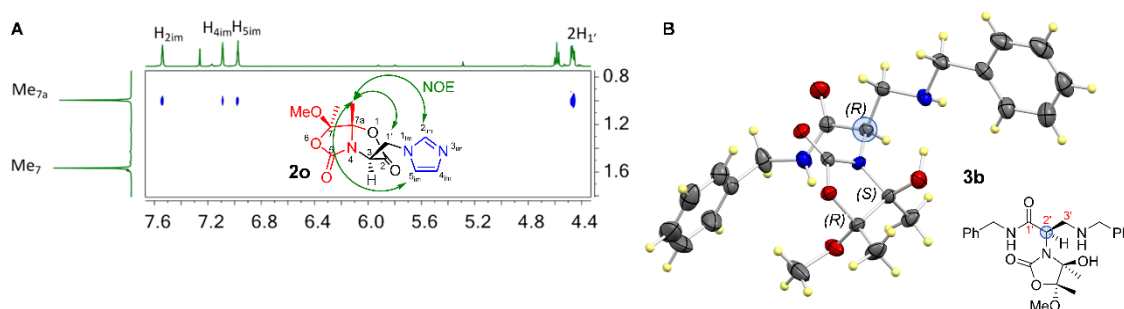 A
H2im
H4im H5im
2H1'
Me7a
Me7
0.8
1.2
1.6
7.6 7.2 6.8 6.4 6.0 5.6 5.2 4.8 4.4
NOE
MeO
7
7a
O
1
6
O
5
N
4
3
2
O
O
H
1'
1im
N
2im
N
3im
4im
5im
2o
B
(R)
(S)
(R)
3b
O
1'
2'
3'
Ph
N
H
H
N
H
Ph
N
OH
O
O
MeO